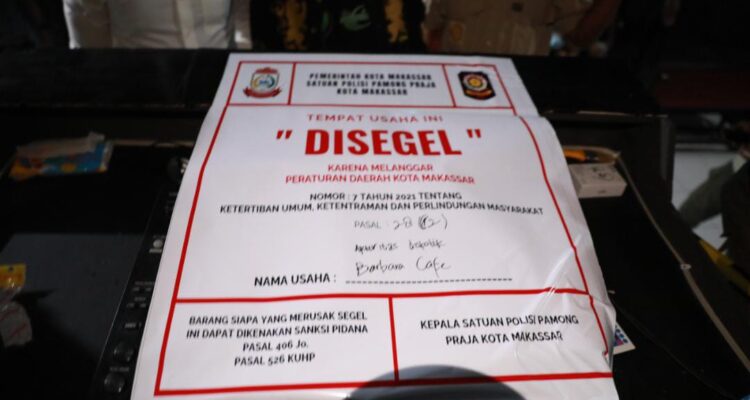 PEMERINTAH KOTA MAKASSAR
SATUAN POLISI PAMONG PRAJA
KOTA MAKASSAR
TEMPAT USAHA INI
" DISEGEL "
KARENA MELANGGAR
PERATURAN DAERAH KOTA MAKASSAR
NOMOR : 7 TAHUN 2021 TENTANG
KETERTIBAN UMUM, KETENTRAMAN DAN PERLINDUNGAN MASYARAKAT
PASAL : 28 (2)
NAMA USAHA : Barbara Cafe
BARANG SIAPA YANG MERUSAK SEGEL
INI DAPAT DIKENAKAN SANKSI PIDANA
PASAL 406 Jo.
PASAL 526 KUHP
KEPALA SATUAN POLISI PAMONG
PRAJA KOTA MAKASSAR